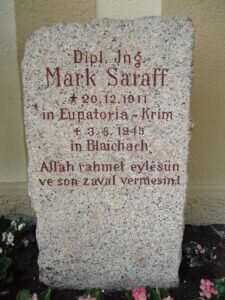 Dipl. Jng.
Mark Saraff
* 20.12.1911
in Eupatoria - Krim
+ 3.8.1945
in Blaichach
Allah rahmet eylesün
ve son zaval vermesin!